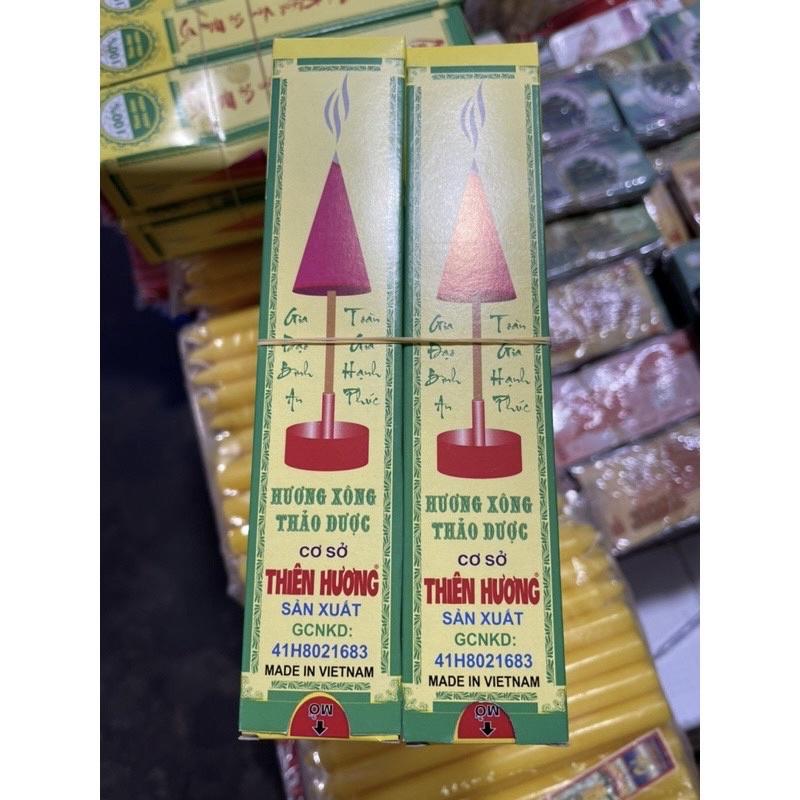 100%
100%
Gia Toàn
Đạo Gia
Bình Hạnh
An Phúc
HƯƠNG XÔNG
THẢO DƯỢC
CƠ SỞ
THIÊN HƯƠNG®
SẢN XUẤT
GCNKD:
41H8021683
MADE IN VIETNAM
MỞ
Gia Toàn
Đạo Gia
Bình Hạnh
An Phúc
HƯƠNG XÔNG
THẢO DƯỢC
CƠ SỞ
THIÊN HƯƠNG®
SẢN XUẤT
GCNKD:
41H8021683
MADE IN VIETNAM
MỞ